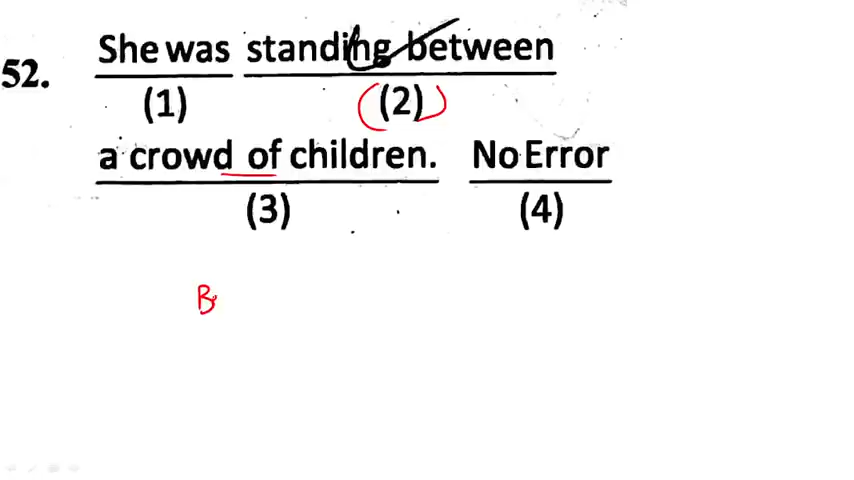 52. She was standing between
(1) (2)
a crowd of children. No Error
(3) (4)
B